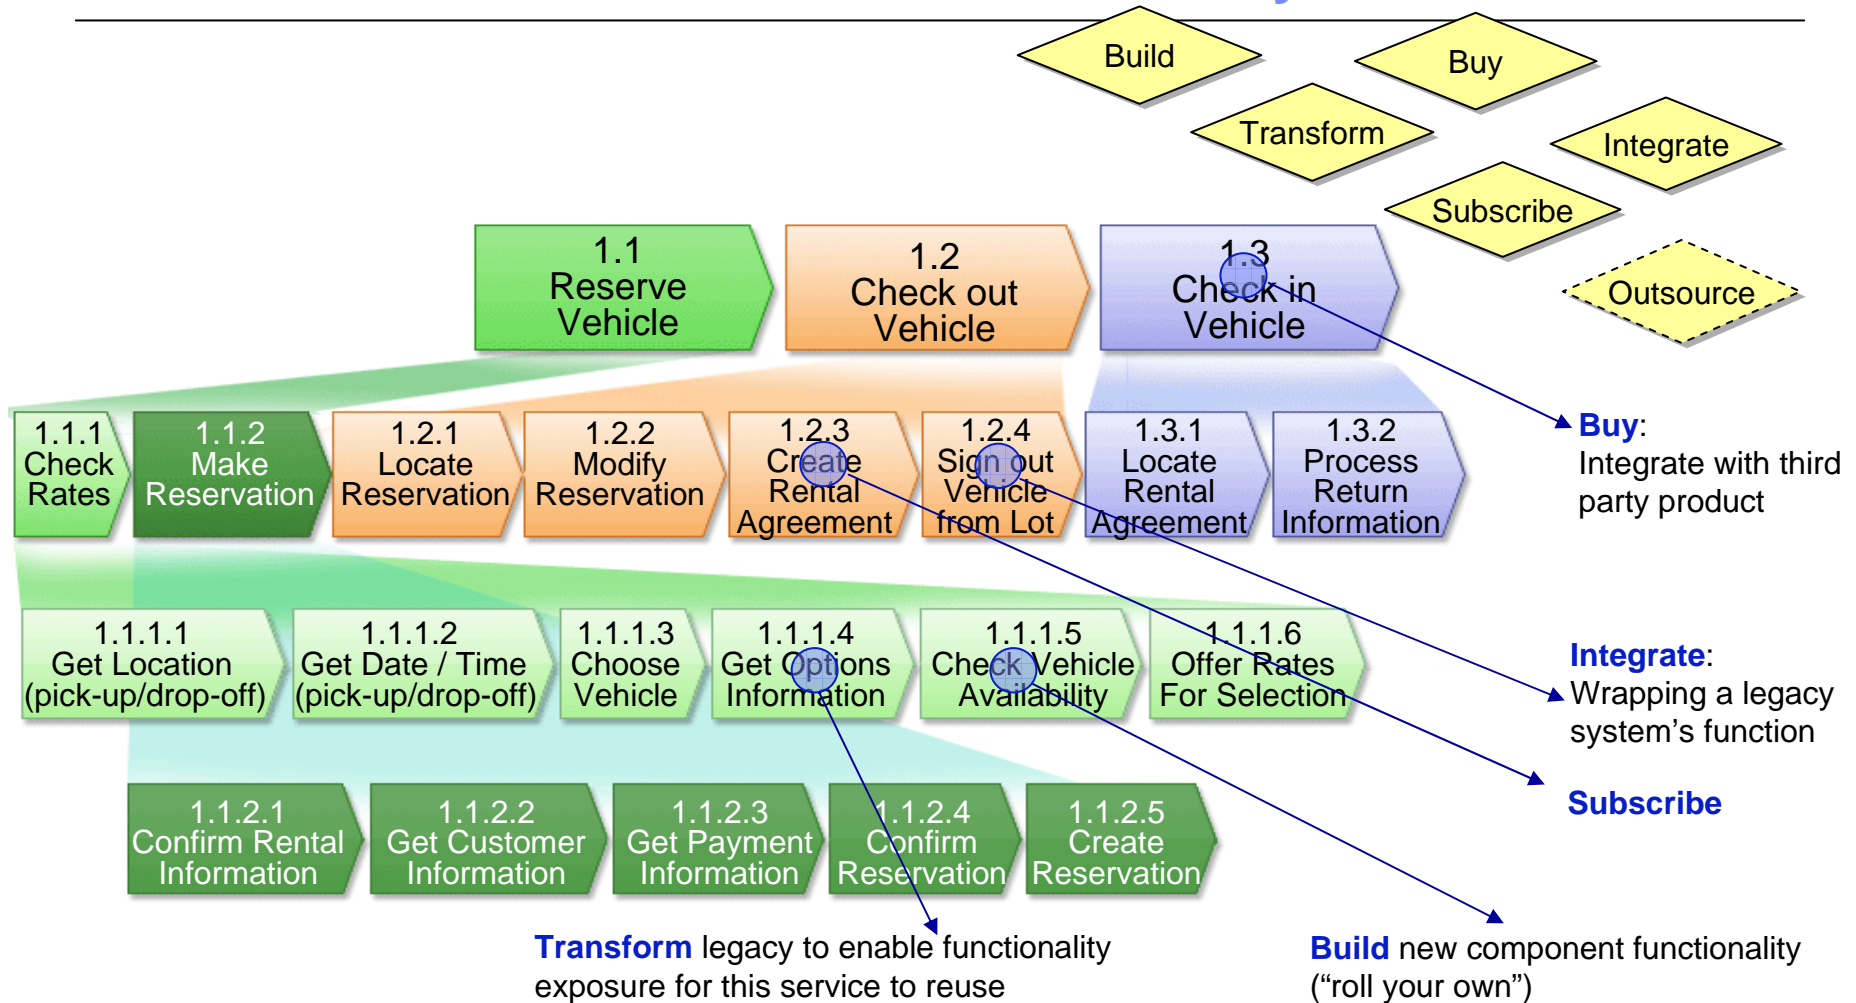 Build
Buy
Transform
Integrate
Subscribe
Outsource
1.1
Reserve
Vehicle
1.2
Check out
Vehicle
1.3
Check in
Vehicle
1.1.1
Check
Rates
1.1.2
Make
Reservation
1.2.1
Locate
Reservation
1.2.2
Modify
Reservation
1.2.3
Create
Rental
Agreement
1.2.4
Sign out
Vehicle
from Lot
1.3.1
Locate
Rental
Agreement
1.3.2
Process
Return
Information
Buy:
Integrate with third
party product
1.1.1.1
Get Location
(pick-up/drop-off)
1.1.1.2
Get Date / Time
(pick-up/drop-off)
1.1.1.3
Choose
Vehicle
1.1.1.4
Get Options
Information
1.1.1.5
Check Vehicle
Availability
1.1.1.6
Offer Rates
For Selection
Integrate:
Wrapping a legacy
system’s function
Subscribe
1.1.2.1
Confirm Rental
Information
1.1.2.2
Get Customer
Information
1.1.2.3
Get Payment
Information
1.1.2.4
Confirm
Reservation
1.1.2.5
Create
Reservation
Transform legacy to enable functionality
exposure for this service to reuse
Build new component functionality
(“roll your own”)